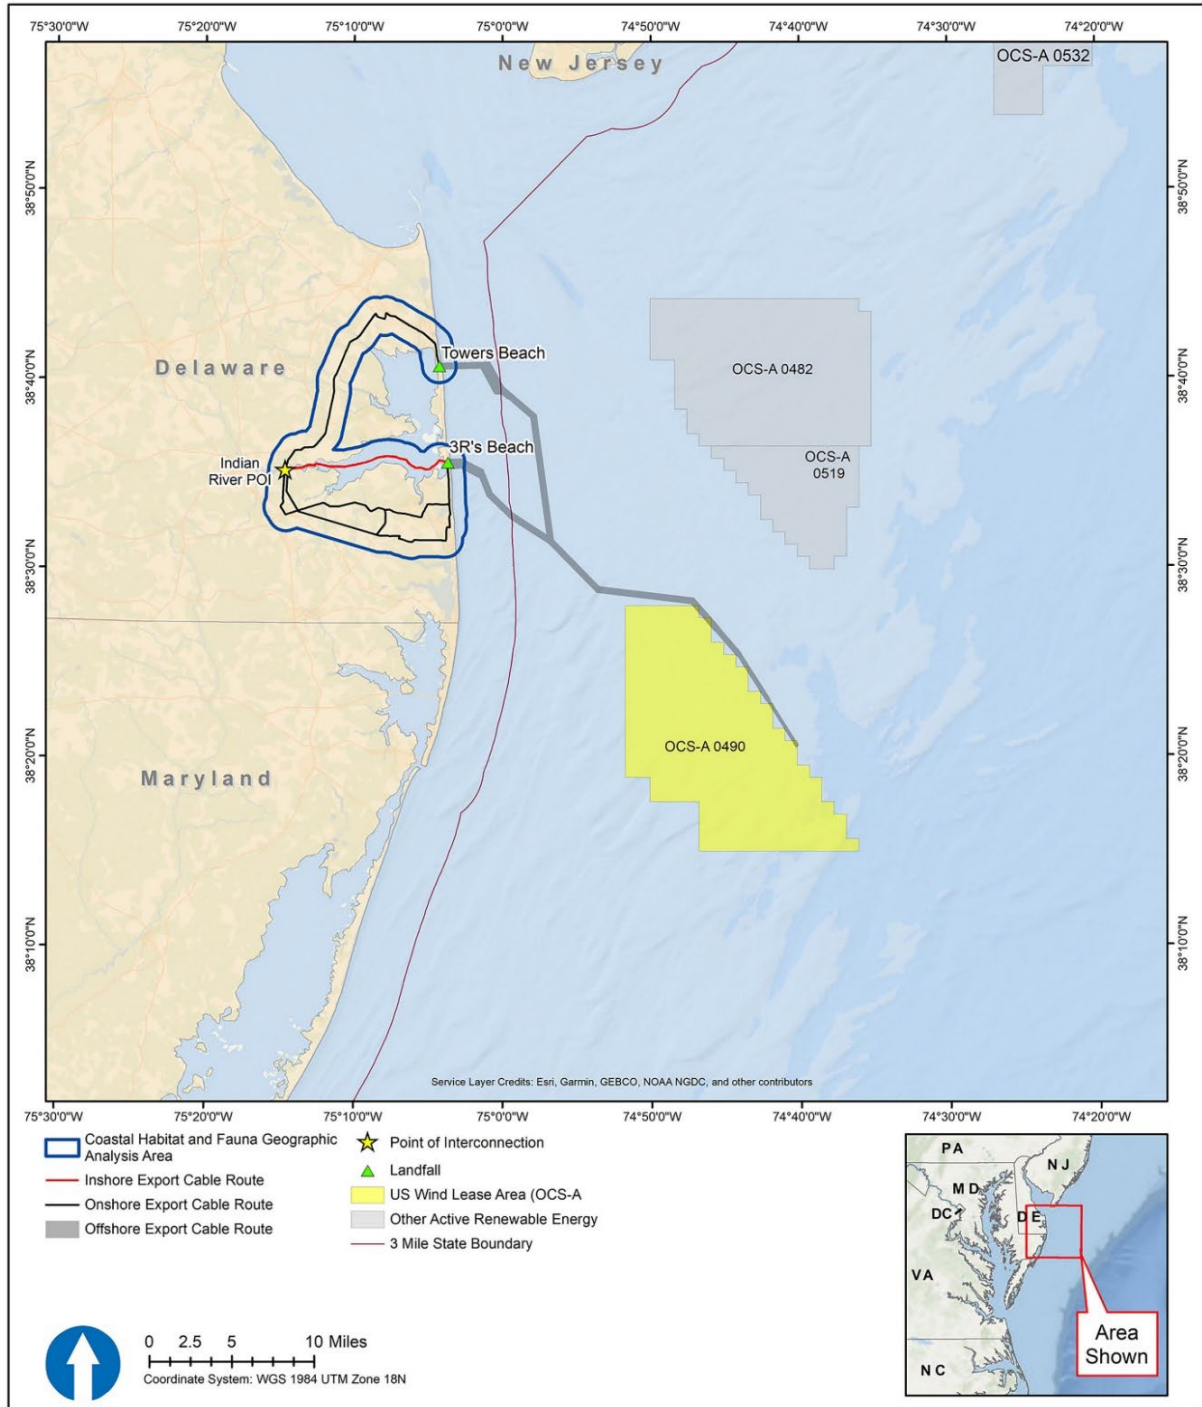 75°30'0"W 75°20'0"W 75°10'0"W 75°0'0"W 74°50'0"W 74°40'0"W 74°30'0"W 74°20'0"W
New Jersey
OCS-A 0532
38°50'0"N
38°50'0"N
Towers Beach
Delaware
OCS-A 0482
38°40'0"N
38°40'0"N
3R's Beach
Indian
River POI
OCS-A
0519
38°30'0"N
38°30'0"N
OCS-A 0490
38°20'0"N
38°20'0"N
Maryland
38°10'0"N
38°10'0"N
Service Layer Credits: Esri, Garmin, GEBCO, NOAA NGDC, and other contributors
75°30'0"W 75°20'0"W 75°10'0"W 75°0'0"W 74°50'0"W 74°40'0"W 74°30'0"W 74°20'0"W
Coastal Habitat and Fauna Geographic
Analysis Area
Inshore Export Cable Route
Onshore Export Cable Route
Offshore Export Cable Route
Point of Interconnection
Landfall
US Wind Lease Area (OCS-A
Other Active Renewable Energy
3 Mile State Boundary
PA
NJ
MD
DC
DE
VA
NC
Area
Shown
0 2.5 5 10 Miles
Coordinate System: WGS 1984 UTM Zone 18N